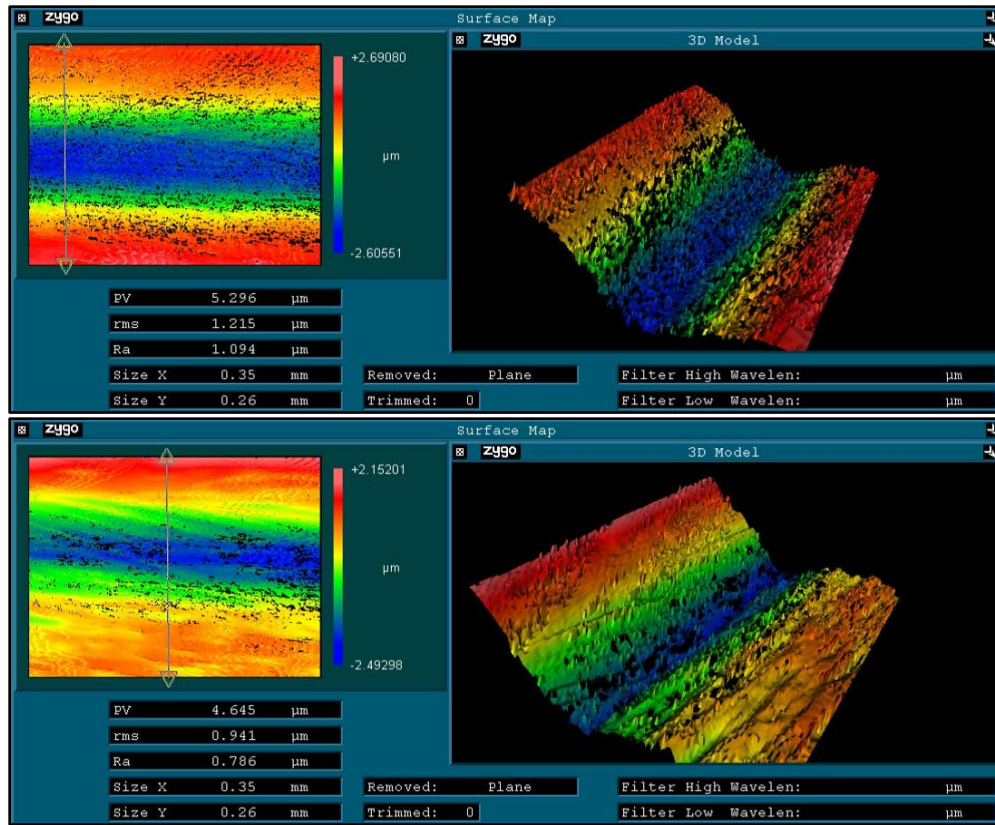 zygo Surface Map
zygo 3D Model
+2.69080
µm
-2.60551
PV 5.296 µm
rms 1.215 µm
Ra 1.094 µm
Size X 0.35 mm
Size Y 0.26 mm
Removed: Plane
Trimmed: 0
Filter High Wavelen: µm
Filter Low Wavelen: µm
zygo Surface Map
zygo 3D Model
+2.15201
µm
-2.49298
PV 4.645 µm
rms 0.941 µm
Ra 0.786 µm
Size X 0.35 mm
Size Y 0.26 mm
Removed: Plane
Trimmed: 0
Filter High Wavelen: µm
Filter Low Wavelen: µm